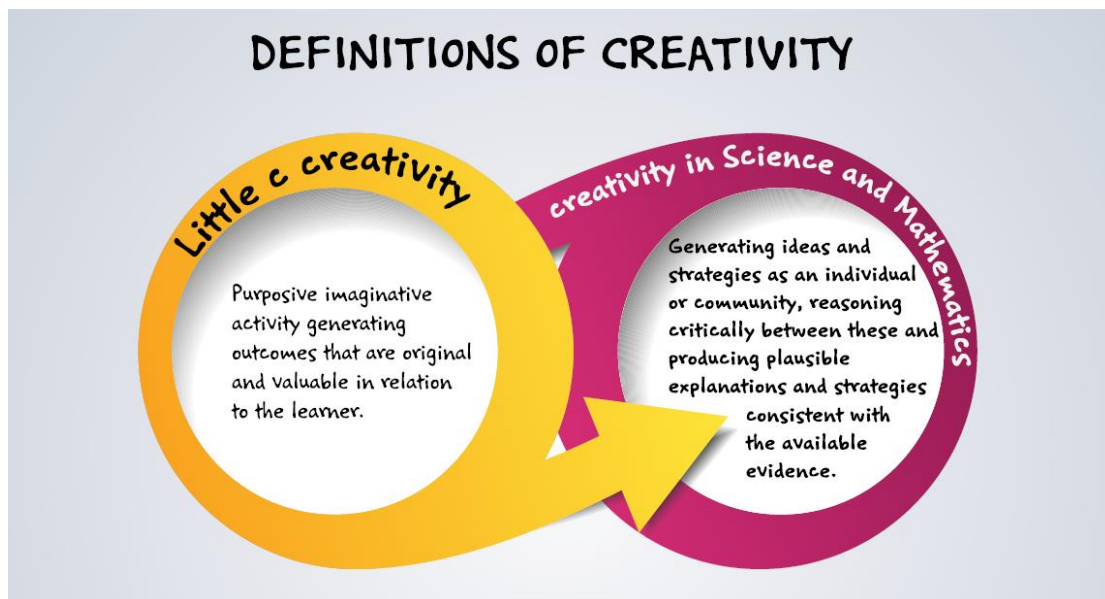 DEFINITIONS OF CREATIVITY
Little c creativity
Purposive imaginative
activity generating
outcomes that are original
and valuable in relation
to the learner.
creativity in Science and Mathematics
Generating ideas and
strategies as an individual
or community, reasoning
critically between these and
producing plausible
explanations and strategies
consistent with
the available
evidence.